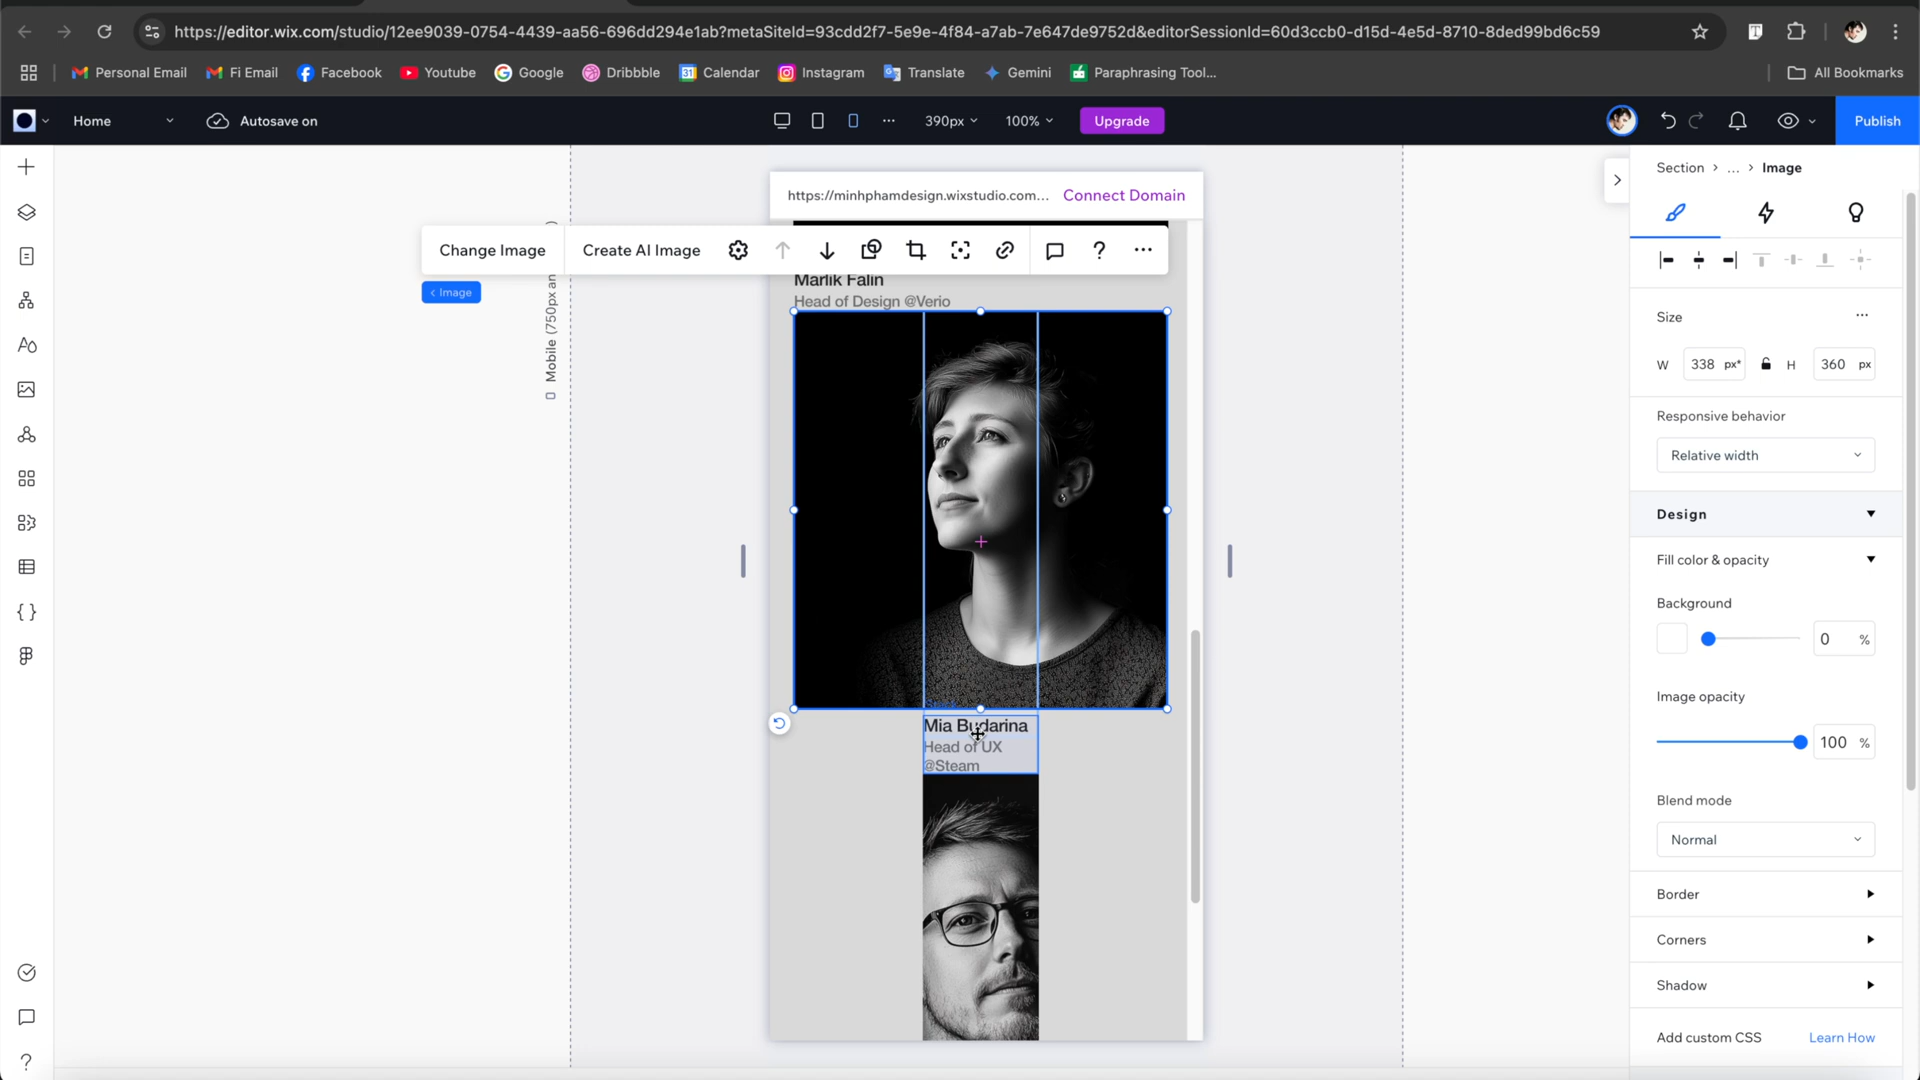 https://editor.wix.com/studio/12ee9039-0754-4439-aa56-696dd294e1ab?metaSiteId=93cdd2f7-5e9e-4f84-a7ab-7e647de9752d&editorSessionId=60d3ccb0-d15d-4e5d-8710-8ded99bd6c59
Personal Email
Fi Email
Facebook
Youtube
Google
Dribbble
31
Calendar
Instagram
Translate
Gemini
Paraphrasing Tool...
All Bookmarks
Home
Autosave on
390px
100%
Upgrade
Publish
https://minhphamdesign.wixstudio.com...
Connect Domain
Change Image
Create AI Image
< Image
Mobile (750px an
Marlik Falin
Head of Design @Verio
Mia Budarina
Head of UX
@Steam
Section > ... > Image
Size
W 338 px* H 360 px
Responsive behavior
Relative width
Design
Fill color & opacity
Background
0 %
Image opacity
100 %
Blend mode
Normal
Border
Corners
Shadow
Add custom CSS
Learn How